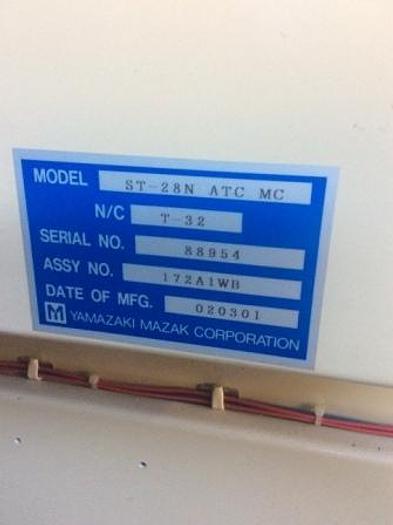 MODEL ST-28N ATC MC
N/C T-32
SERIAL NO. 88954
ASSY NO. 172A1WB
DATE OF MFG. 020301
M YAMAZAKI MAZAK CORPORATION